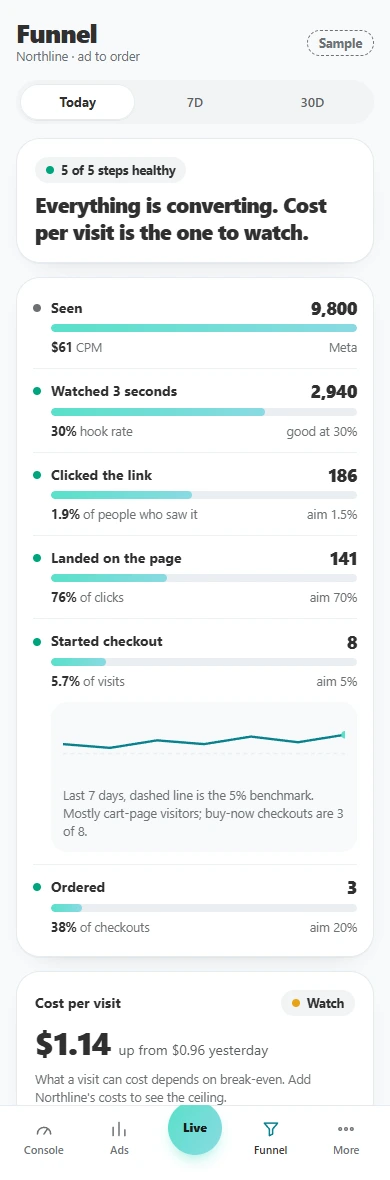 Funnel
Northline · ad to order
Sample
Today
7D
30D
5 of 5 steps healthy
Everything is converting. Cost
per visit is the one to watch.
Seen
9,800
$61 CPM
Meta
Watched 3 seconds
2,940
30% hook rate
good at 30%
Clicked the link
186
1.9% of people who saw it
aim 1.5%
Landed on the page
141
76% of clicks
aim 70%
Started checkout
8
5.7% of visits
aim 5%
Last 7 days, dashed line is the 5% benchmark.
Mostly cart-page visitors; buy-now checkouts are 3
of 8.
Ordered
3
38% of checkouts
aim 20%
Cost per visit
Watch
$1.14 up from $0.96 yesterday
What a visit can cost depends on break-even. Add
Northline's costs to see the ceiling.
Console
Ads
Live
Funnel
More